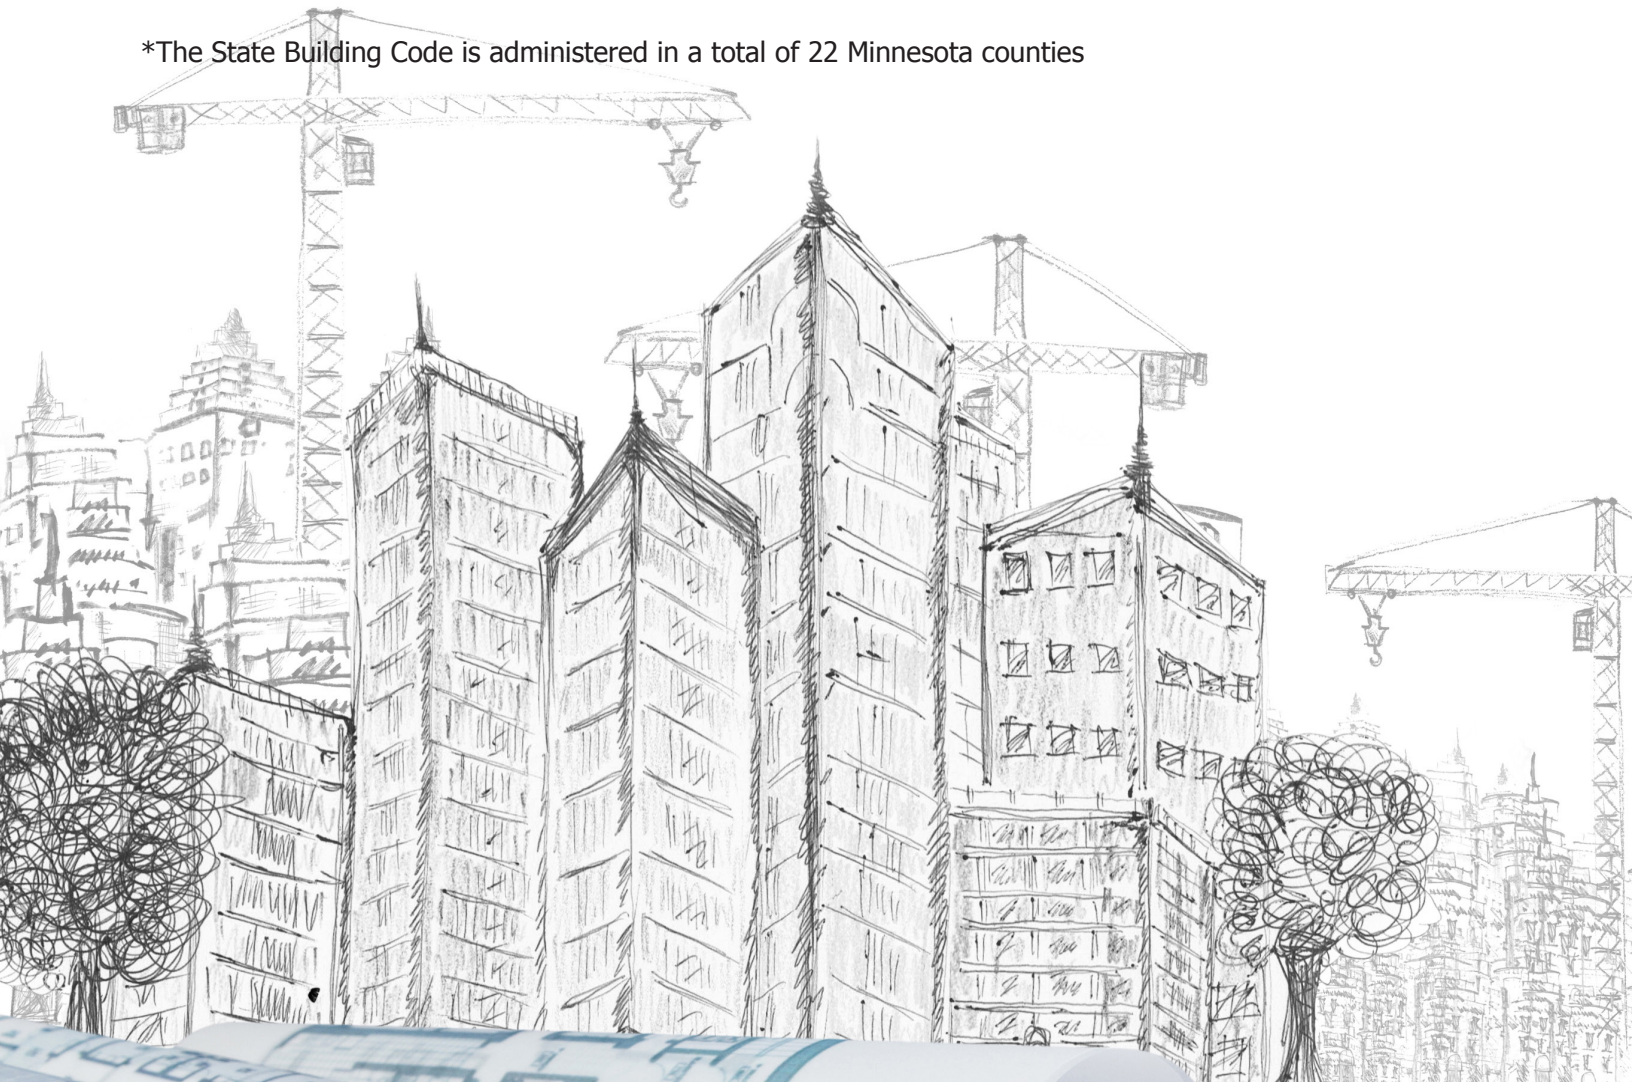 *The State Building Code is administered in a total of 22 Minnesota counties